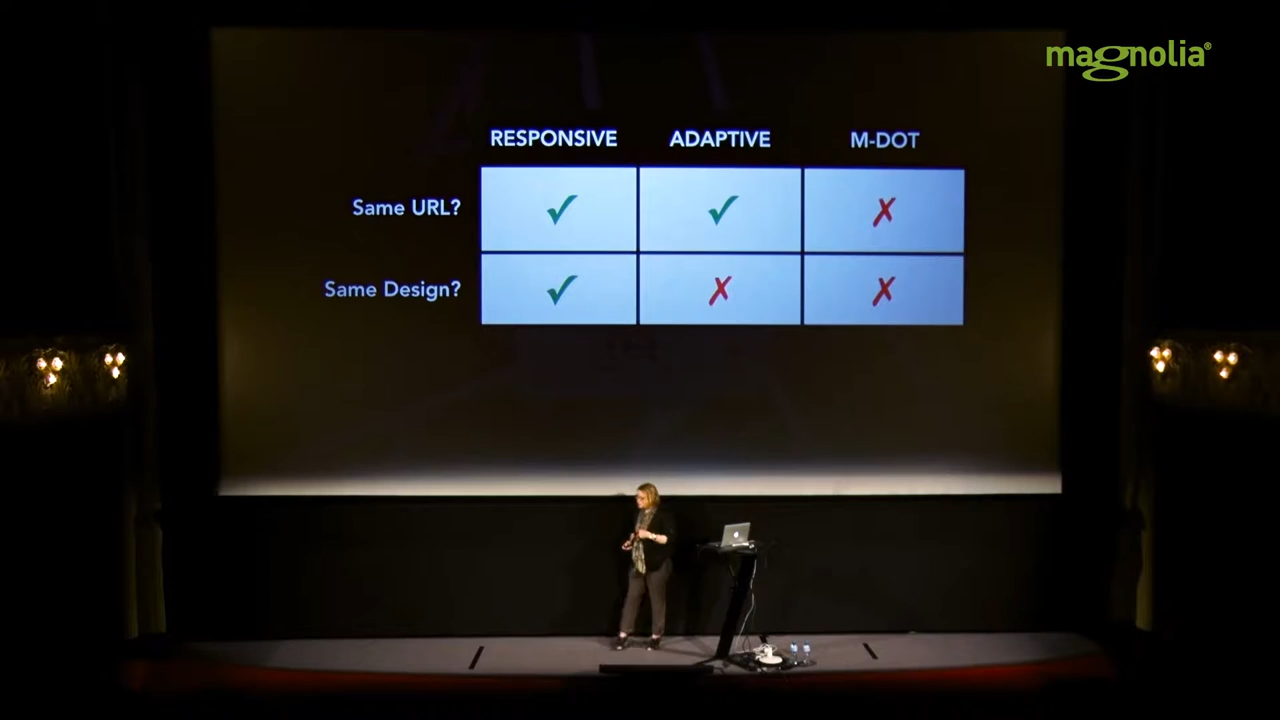 magnolia®
RESPONSIVE ADAPTIVE M-DOT
Same URL? ✓ ✓ ✗
Same Design? ✓ ✗ ✗